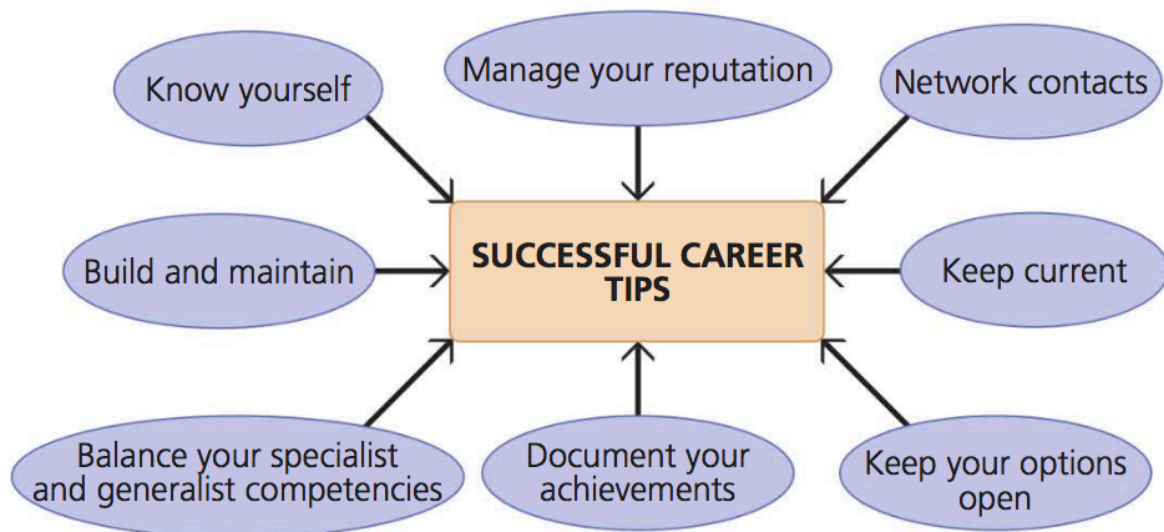 Know yourself
Manage your reputation
Network contacts
Build and maintain
SUCCESSFUL CAREER
TIPS
Keep current
Balance your specialist
and generalist competencies
Document your
achievements
Keep your options
open